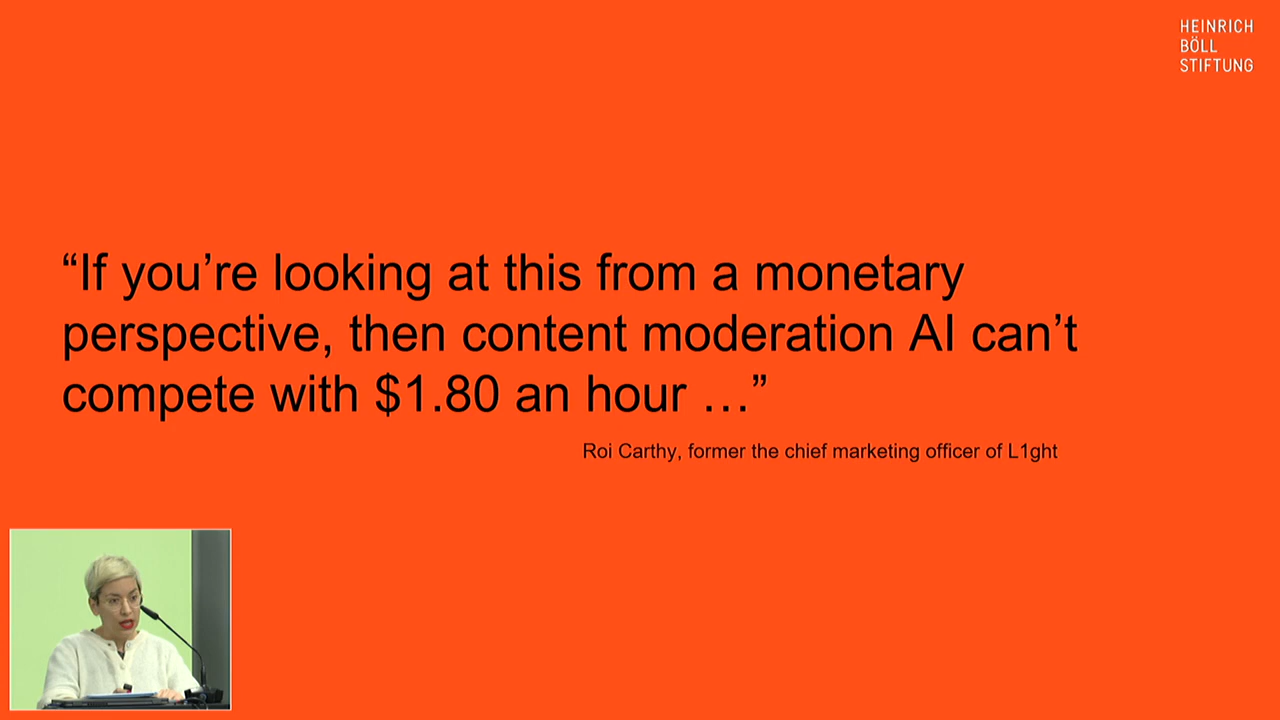 HEINRICH
BÖLL
STIFTUNG
“If you’re looking at this from a monetary
perspective, then content moderation AI can’t
compete with $1.80 an hour …”
Roi Carthy, former the chief marketing officer of L1ght